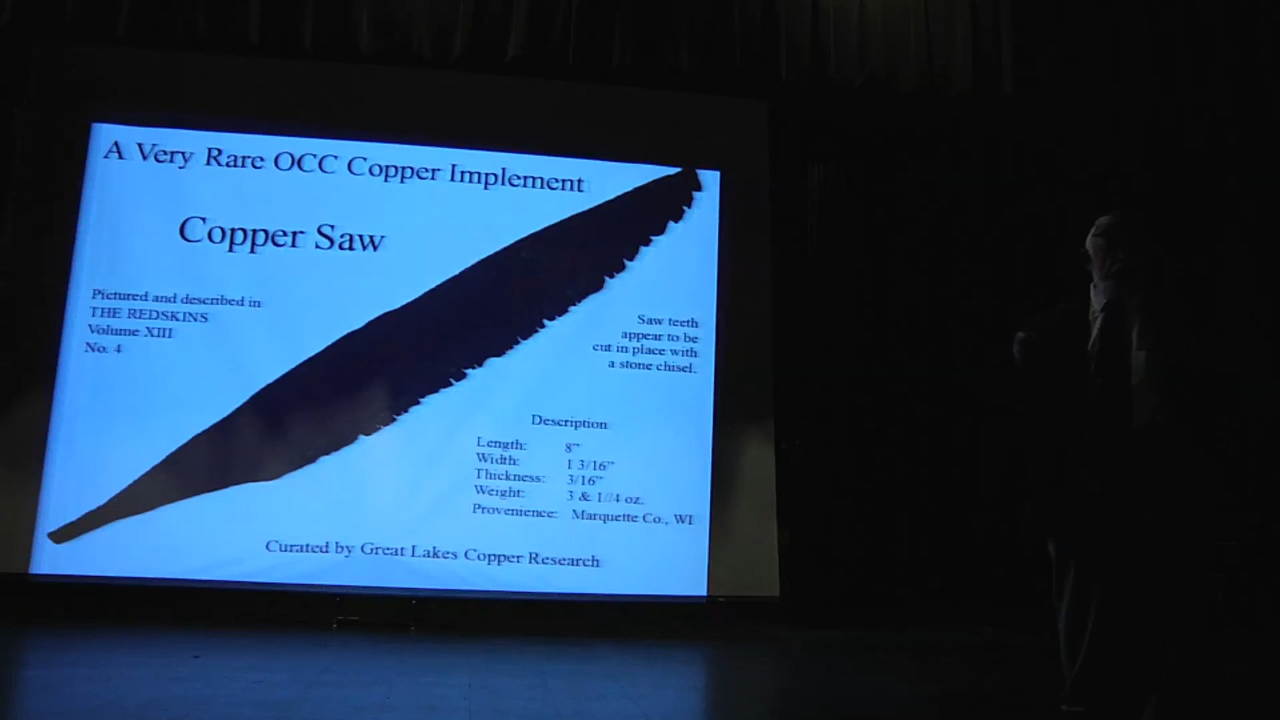 A Very Rare OCC Copper Implement
Copper Saw
Pictured and described in
THE REDSKINS
Volume XIII
No. 4
Saw teeth
appear to be
cut in place with
a stone chisel.
Description
Length: 8"
Width: 1 3/16"
Thickness: 3/16"
Weight: 3 & 1/4 oz.
Provenience: Marquette Co., WI
Curated by Great Lakes Copper Research